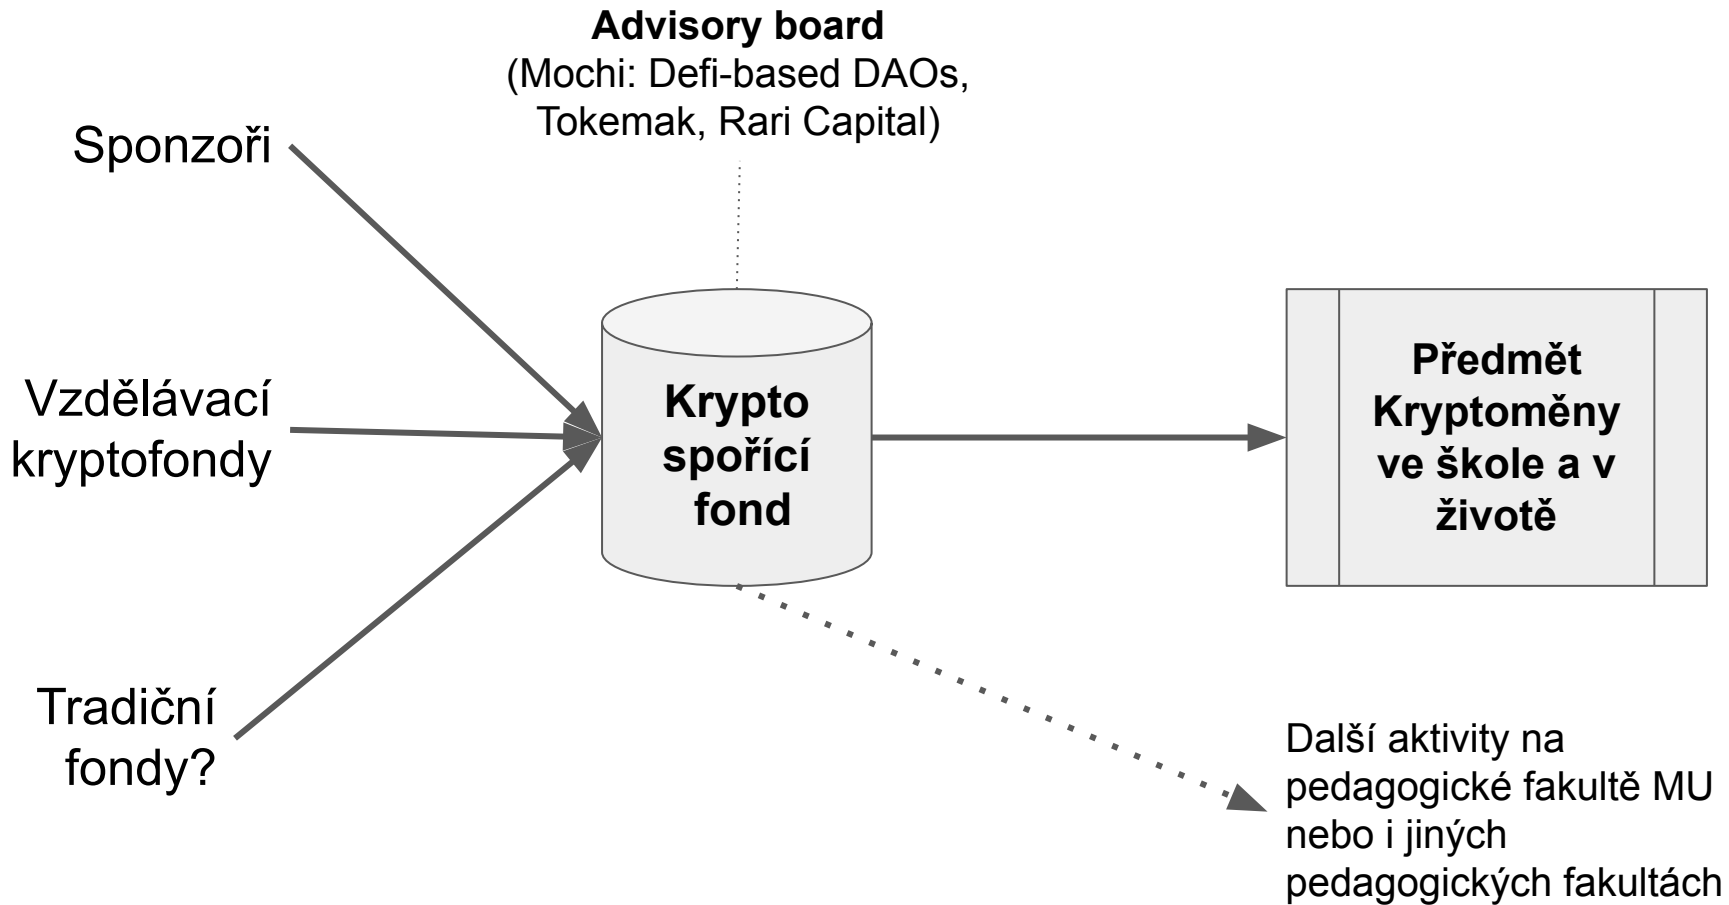 Advisory board
(Mochi: Defi-based DAOs,
Tokemak, Rari Capital)
Sponzoři
Vzdělávací
kryptofondy
Tradiční
fondy?
Krypto
spořící
fond
Předmět
Kryptoměny
ve škole a v
životě
Další aktivity na
pedagogické fakultě MU
nebo i jiných
pedagogických fakultách